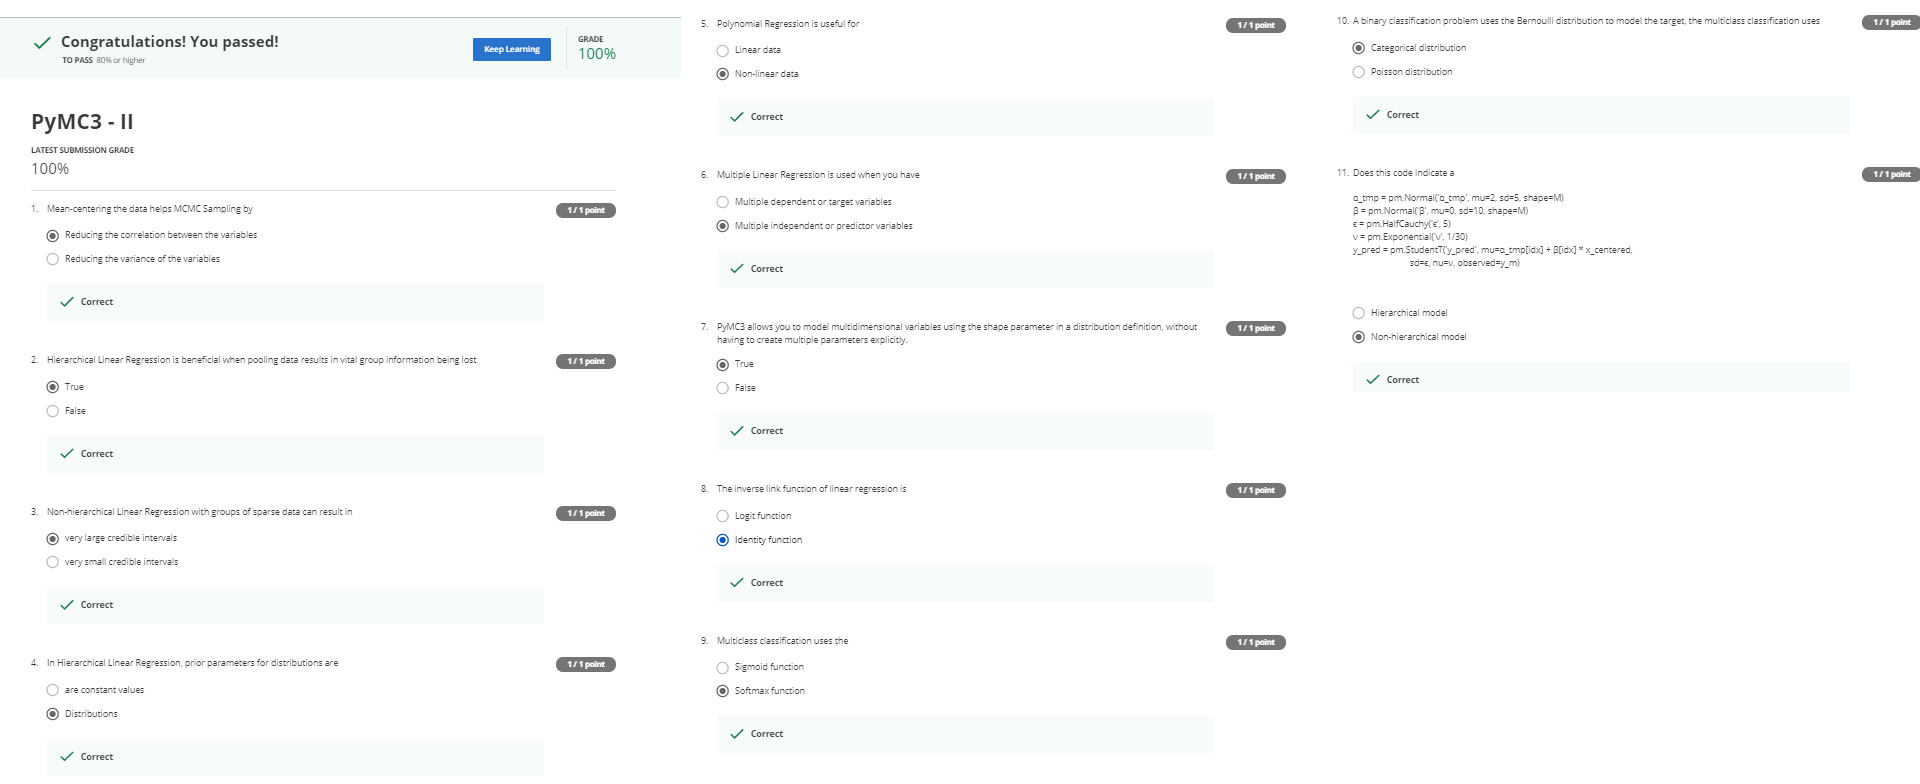 Congratulations! You passed!
TO PASS 80% or higher
Keep Learning
GRADE
100%
PyMC3 - II
LATEST SUBMISSION GRADE
100%
1. Mean-centering the data helps MCMC Sampling by
1 / 1 point
Reducing the correlation between the variables
Reducing the variance of the variables
Correct
2. Hierarchical Linear Regression is beneficial when pooling data results in vital group information being lost
1 / 1 point
True
False
Correct
3. Non-hierarchical Linear Regression with groups of sparse data can result in
1 / 1 point
very large credible intervals
very small credible intervals
Correct
4. In Hierarchical Linear Regression, prior parameters for distributions are
1 / 1 point
are constant values
Distributions
Correct
5. Polynomial Regression is useful for
1 / 1 point
Linear data
Non-linear data
Correct
6. Multiple Linear Regression is used when you have
1 / 1 point
Multiple dependent or target variables
Multiple independent or predictor variables
Correct
7. PyMC3 allows you to model multidimensional variables using the shape parameter in a distribution definition, without
having to create multiple parameters explicitly.
1 / 1 point
True
False
Correct
8. The inverse link function of linear regression is
1 / 1 point
Logit function
Identity function
Correct
9. Multiclass classification uses the
1 / 1 point
Sigmoid function
Softmax function
Correct
10. A binary classification problem uses the Bernoulli distribution to model the target, the multiclass classification uses
1 / 1 point
Categorical distribution
Poisson distribution
Correct
11. Does this code indicate a
1 / 1 point
α_tmp = pm.Normal('α_tmp', mu=2, sd=5, shape=M)
β = pm.Normal('β', mu=0, sd=10, shape=M)
ϵ = pm.HalfCauchy('ϵ', 5)
ν = pm.Exponential('ν', 1/30)
y_pred = pm.StudentT('y_pred', mu=α_tmp[idx] + β[idx] * x_centered,
sd=ϵ, nu=ν, observed=y_m)
Hierarchical model
Non-hierarchical model
Correct